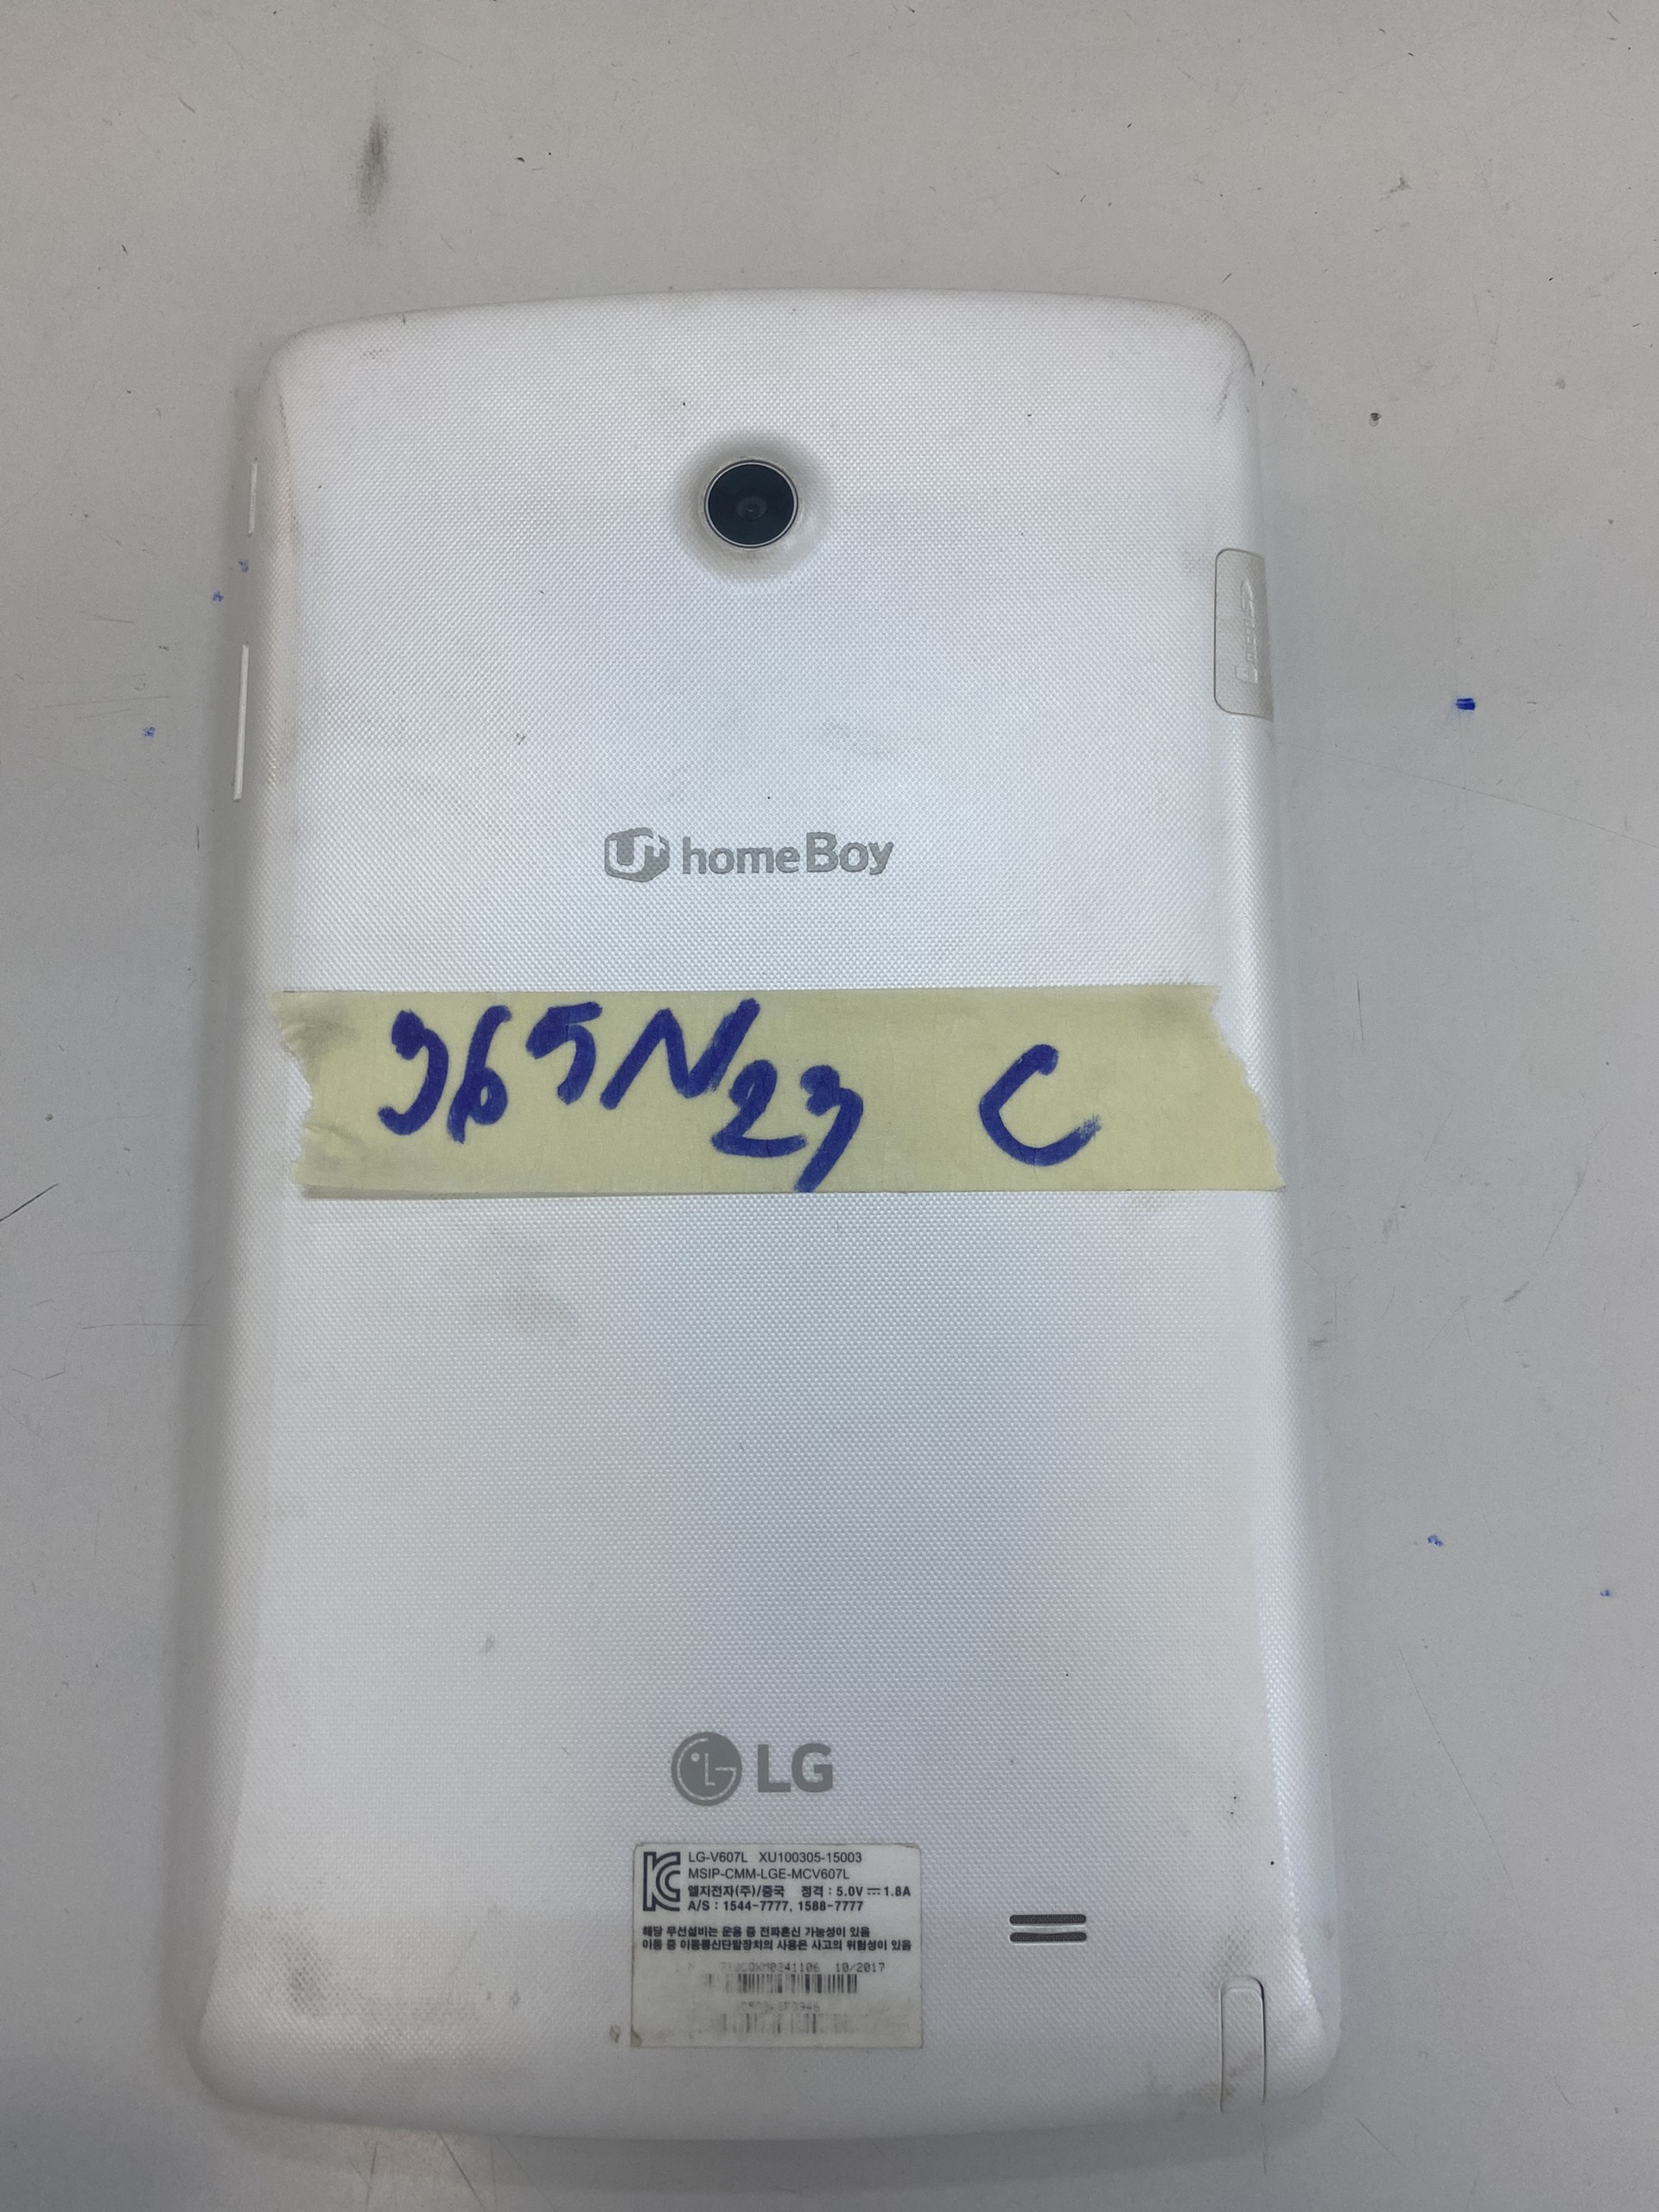 U+ homeBoy
365N23 C
LG
LG-V607L XU100305-15003
MSIP-CMM-LGE-MCV607L
엘지전자(주)/중국 정격 : 5.0V⎓1.8A
A/S : 1544-7777, 1588-7777
해당 무선설비는 운용 중 전파혼신 가능성이 있음
이동 중 이동통신단말장치의 사용은 사고의 위험성이 있음
10/2017